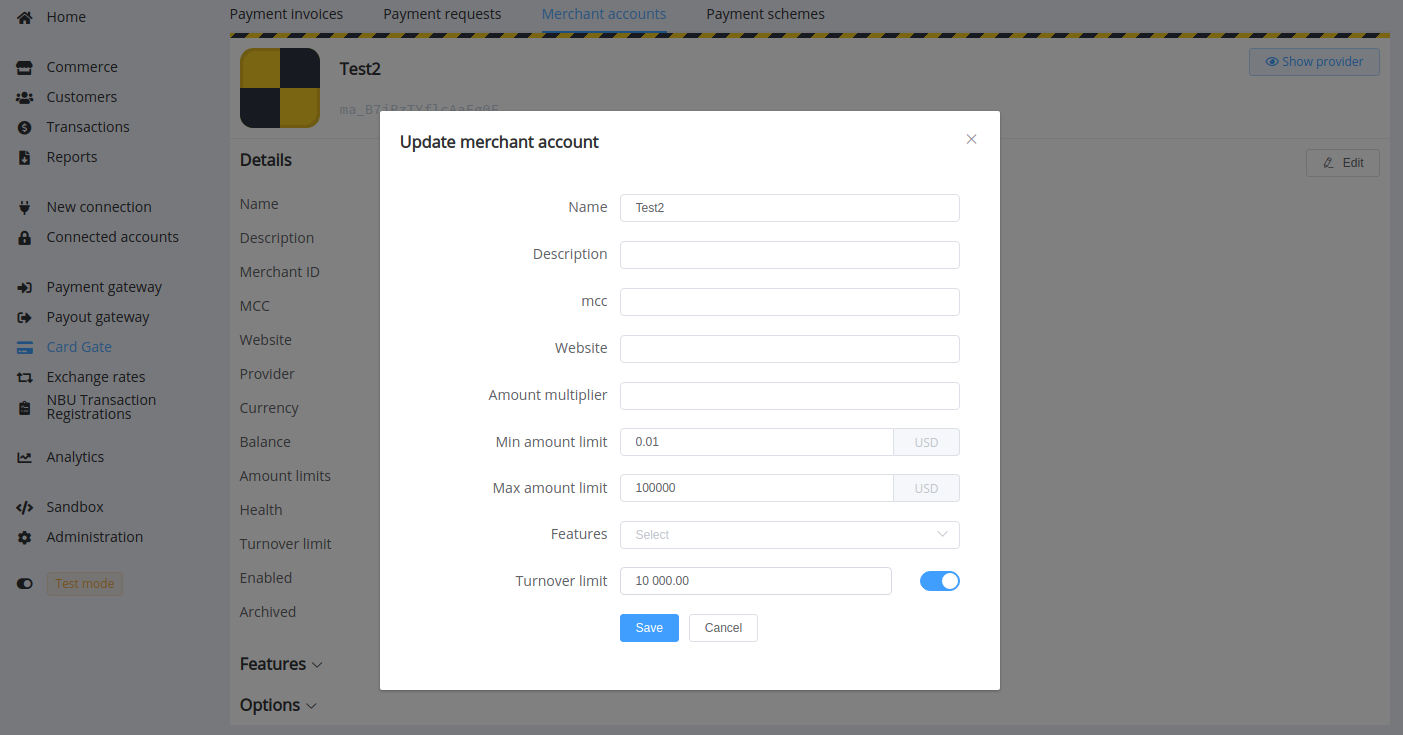 Home
Commerce
Customers
Transactions
Reports
New connection
Connected accounts
Payment gateway
Payout gateway
Card Gate
Exchange rates
NBU Transaction
Registrations
Analytics
Sandbox
Administration
Test mode
Payment invoices Payment requests Merchant accounts Payment schemes
Test2
Show provider
Details
Edit
Name
Description
Merchant ID
MCC
Website
Provider
Currency
Balance
Amount limits
Health
Turnover limit
Enabled
Archived
Features
Options
Update merchant account
Name Test2
Description
mcc
Website
Amount multiplier
Min amount limit 0.01 USD
Max amount limit 100000 USD
Features Select
Turnover limit 10 000.00
Save Cancel